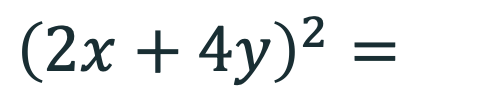 (2x + 4y)² =